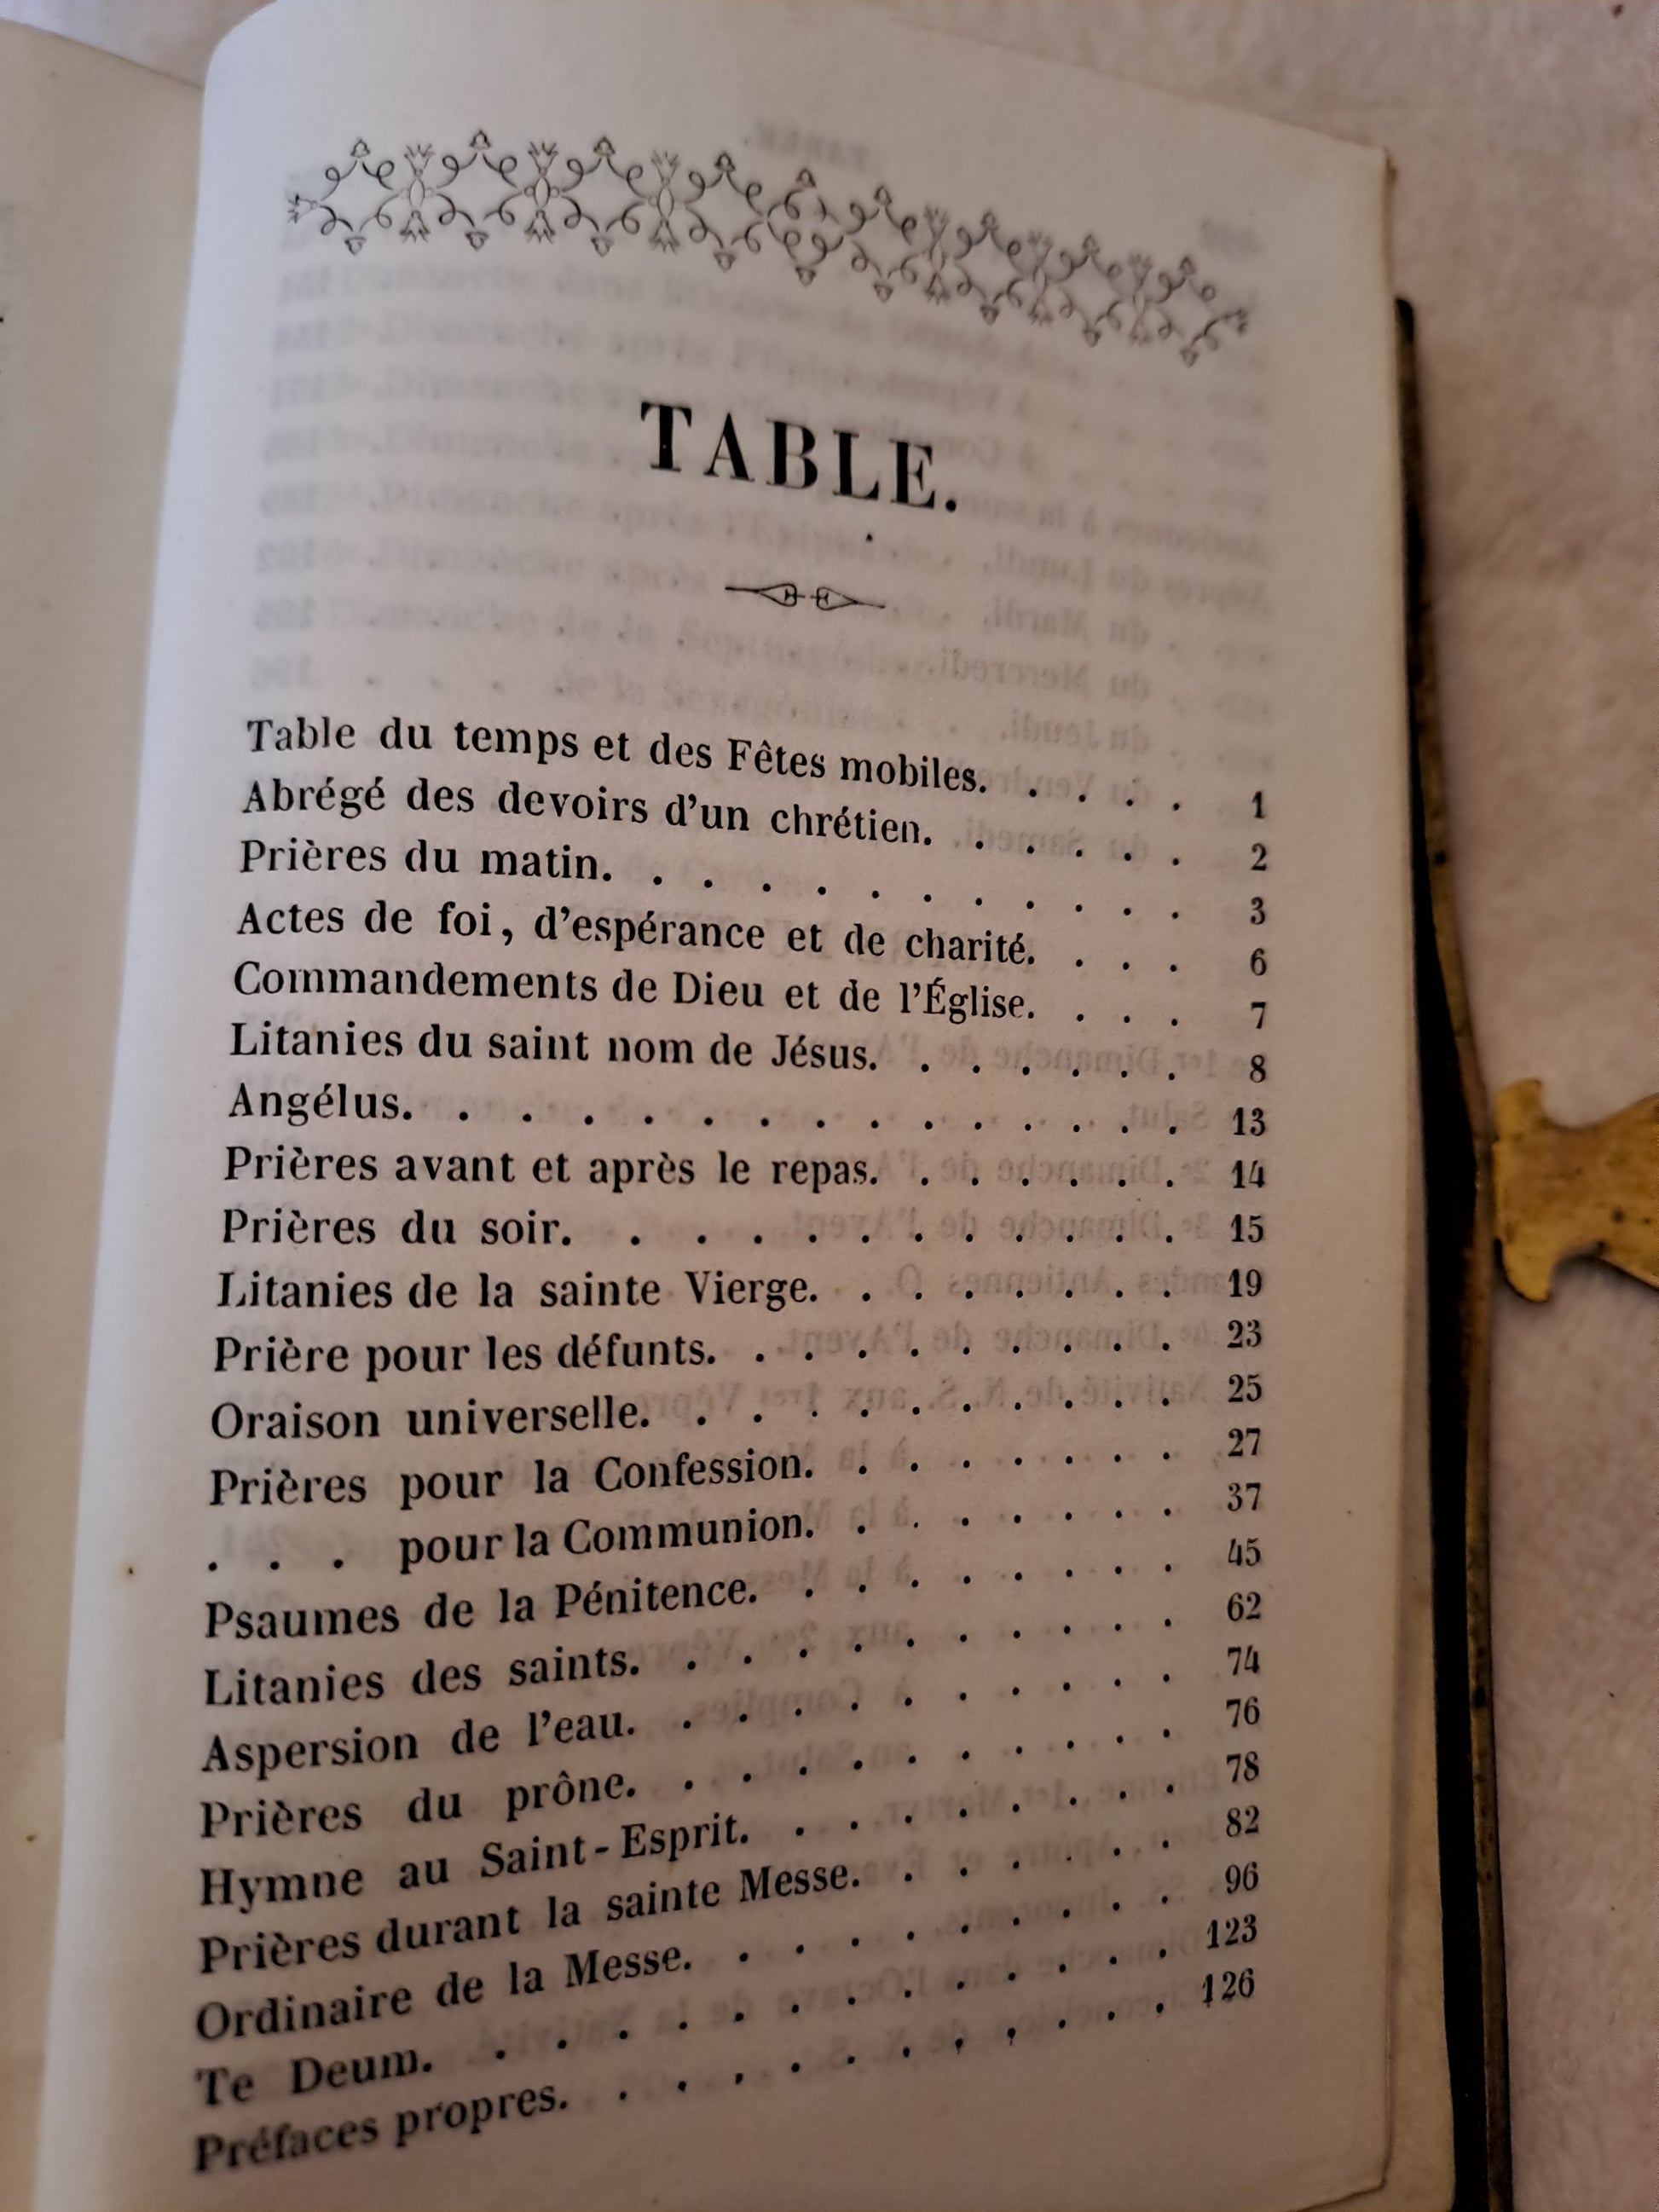 TABLE.
Table du temps et des Fêtes mobiles. . . . . 1
Abrégé des devoirs d'un chrétien. . . . . . 2
Prières du matin. . . . . . . . . . . . 3
Actes de foi, d'espérance et de charité. . . . 6
Commandements de Dieu et de l'Église. . . . 7
Litanies du saint nom de Jésus. . . . . . . 8
Angélus. . . . . . . . . . . . . . . 13
Prières avant et après le repas. . . . . . . 14
Prières du soir. . . . . . . . . . . . 15
Litanies de la sainte Vierge. . . . . . . . 19
Prière pour les défunts. . . . . . . . . . 23
Oraison universelle. . . . . . . . . . . 25
Prières pour la Confession. . . . . . . . 27
. . . pour la Communion. . . . . . . . 37
Psaumes de la Pénitence. . . . . . . . . 45
Litanies des saints. . . . . . . . . . . 62
Aspersion de l'eau. . . . . . . . . . . 74
Prières du prône. . . . . . . . . . . 76
Hymne au Saint-Esprit. . . . . . . . . 78
Prières durant la sainte Messe. . . . . . . 82
Ordinaire de la Messe. . . . . . . . . . 96
Te Deum. . . . . . . . . . . . . . 123
Préfaces propres. . . . . . . . . . . . 126